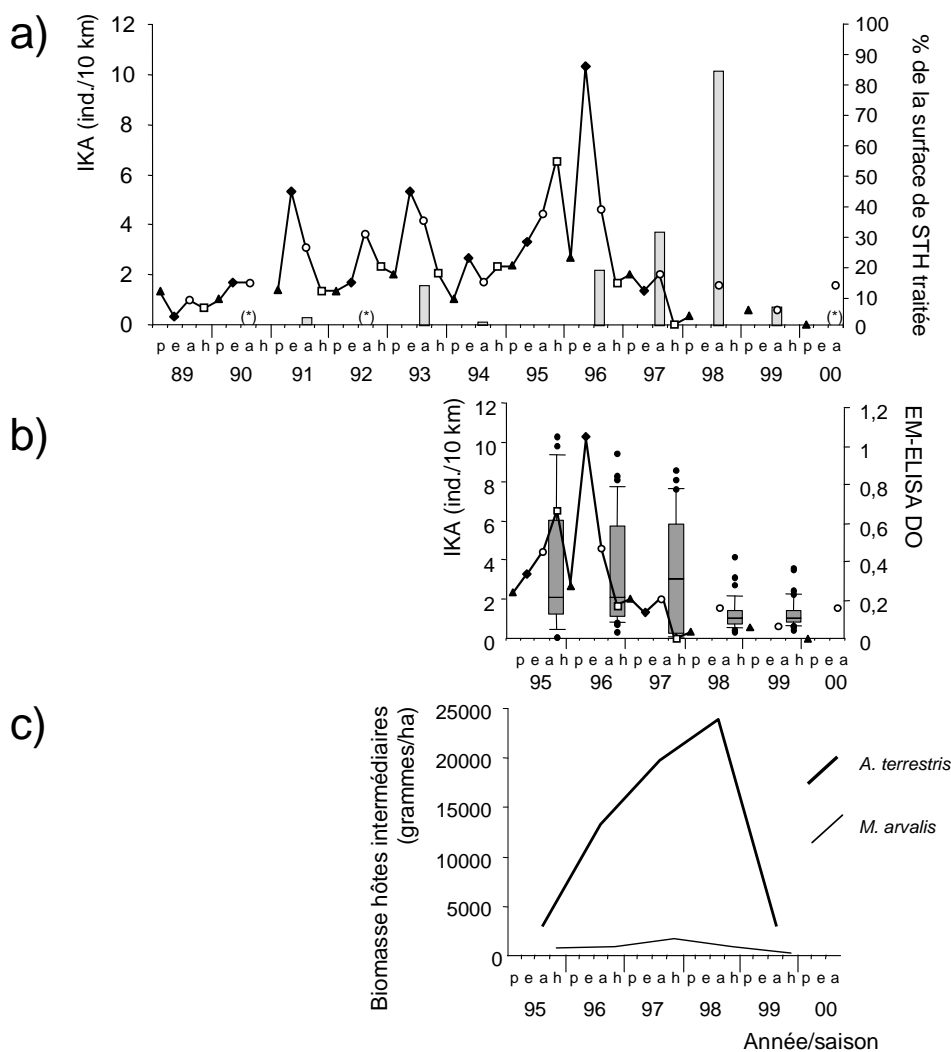 a)
IKA (ind./10 km)
12
10
8
6
4
2
0
100
90
80
70
60
50
40
30
20
10
0
% de la surface de STH traitée
(*) (*) (*)
p e a h p e a h p e a h p e a h p e a h p e a h p e a h p e a h p e a h p e a h p e a h p e a
89 90 91 92 93 94 95 96 97 98 99 00
b)
IKA (ind./10 km)
12
10
8
6
4
2
0
1,2
1
0,8
0,6
0,4
0,2
0
EM-ELISA DO
p e a h p e a h p e a h p e a h p e a h p e a
95 96 97 98 99 00
c)
Biomasse hôtes intermédiaires
(grammes/ha)
25000
20000
15000
10000
5000
0
A. terrestris
M. arvalis
p e a h p e a h p e a h p e a h p e a h p e a
95 96 97 98 99 00
Année/saison